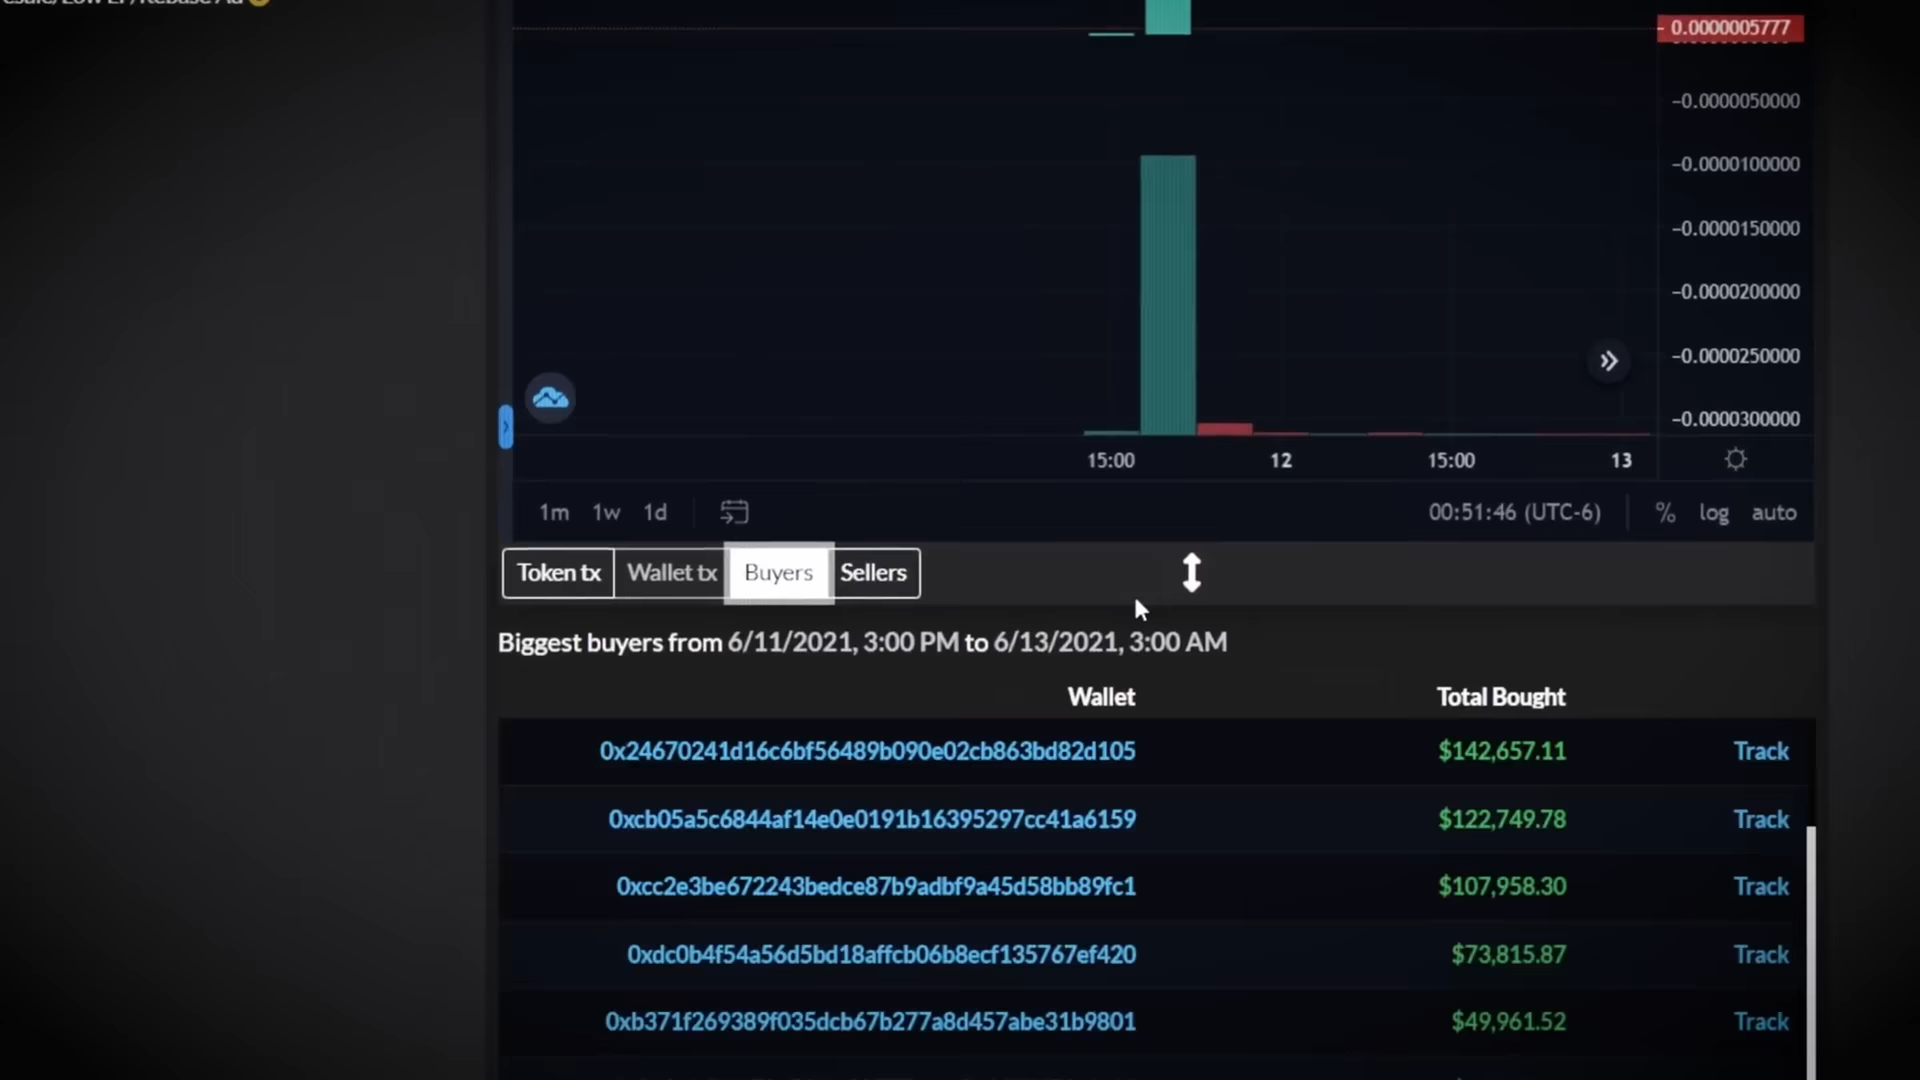 0.0000005777
-0.0000050000
-0.0000100000
-0.0000150000
-0.0000200000
-0.0000250000
-0.0000300000
15:00 12 15:00 13
1m 1w 1d 00:51:46 (UTC-6) % log auto
Token tx Wallet tx Buyers Sellers
Biggest buyers from 6/11/2021, 3:00 PM to 6/13/2021, 3:00 AM
Wallet Total Bought
0x24670241d16c6bf56489b090e02cb863bd82d105 $142,657.11 Track
0xcb05a5c6844af14e0e0191b16395297cc41a6159 $122,749.78 Track
0xcc2e3be672243bedce87b9adbf9a45d58bb89fc1 $107,958.30 Track
0xdc0b4f54a56d5bd18affcb06b8ecf135767ef420 $73,815.87 Track
0xb371f269389f035dcb67b277a8d457abe31b9801 $49,961.52 Track